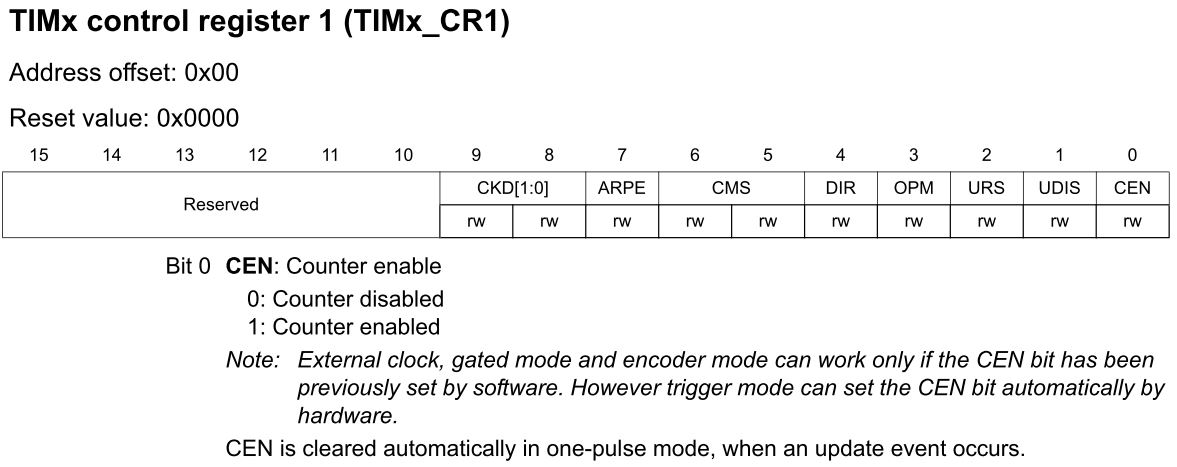 TIMx control register 1 (TIMx_CR1)
Address offset: 0x00
Reset value: 0x0000
15 14 13 12 11 10 9 8 7 6 5 4 3 2 1 0
Reserved CKD[1:0] ARPE CMS DIR OPM URS UDIS CEN
rw rw rw rw rw rw rw rw rw rw
Bit 0 CEN: Counter enable
0: Counter disabled
1: Counter enabled
Note: External clock, gated mode and encoder mode can work only if the CEN bit has been
previously set by software. However trigger mode can set the CEN bit automatically by
hardware.
CEN is cleared automatically in one-pulse mode, when an update event occurs.